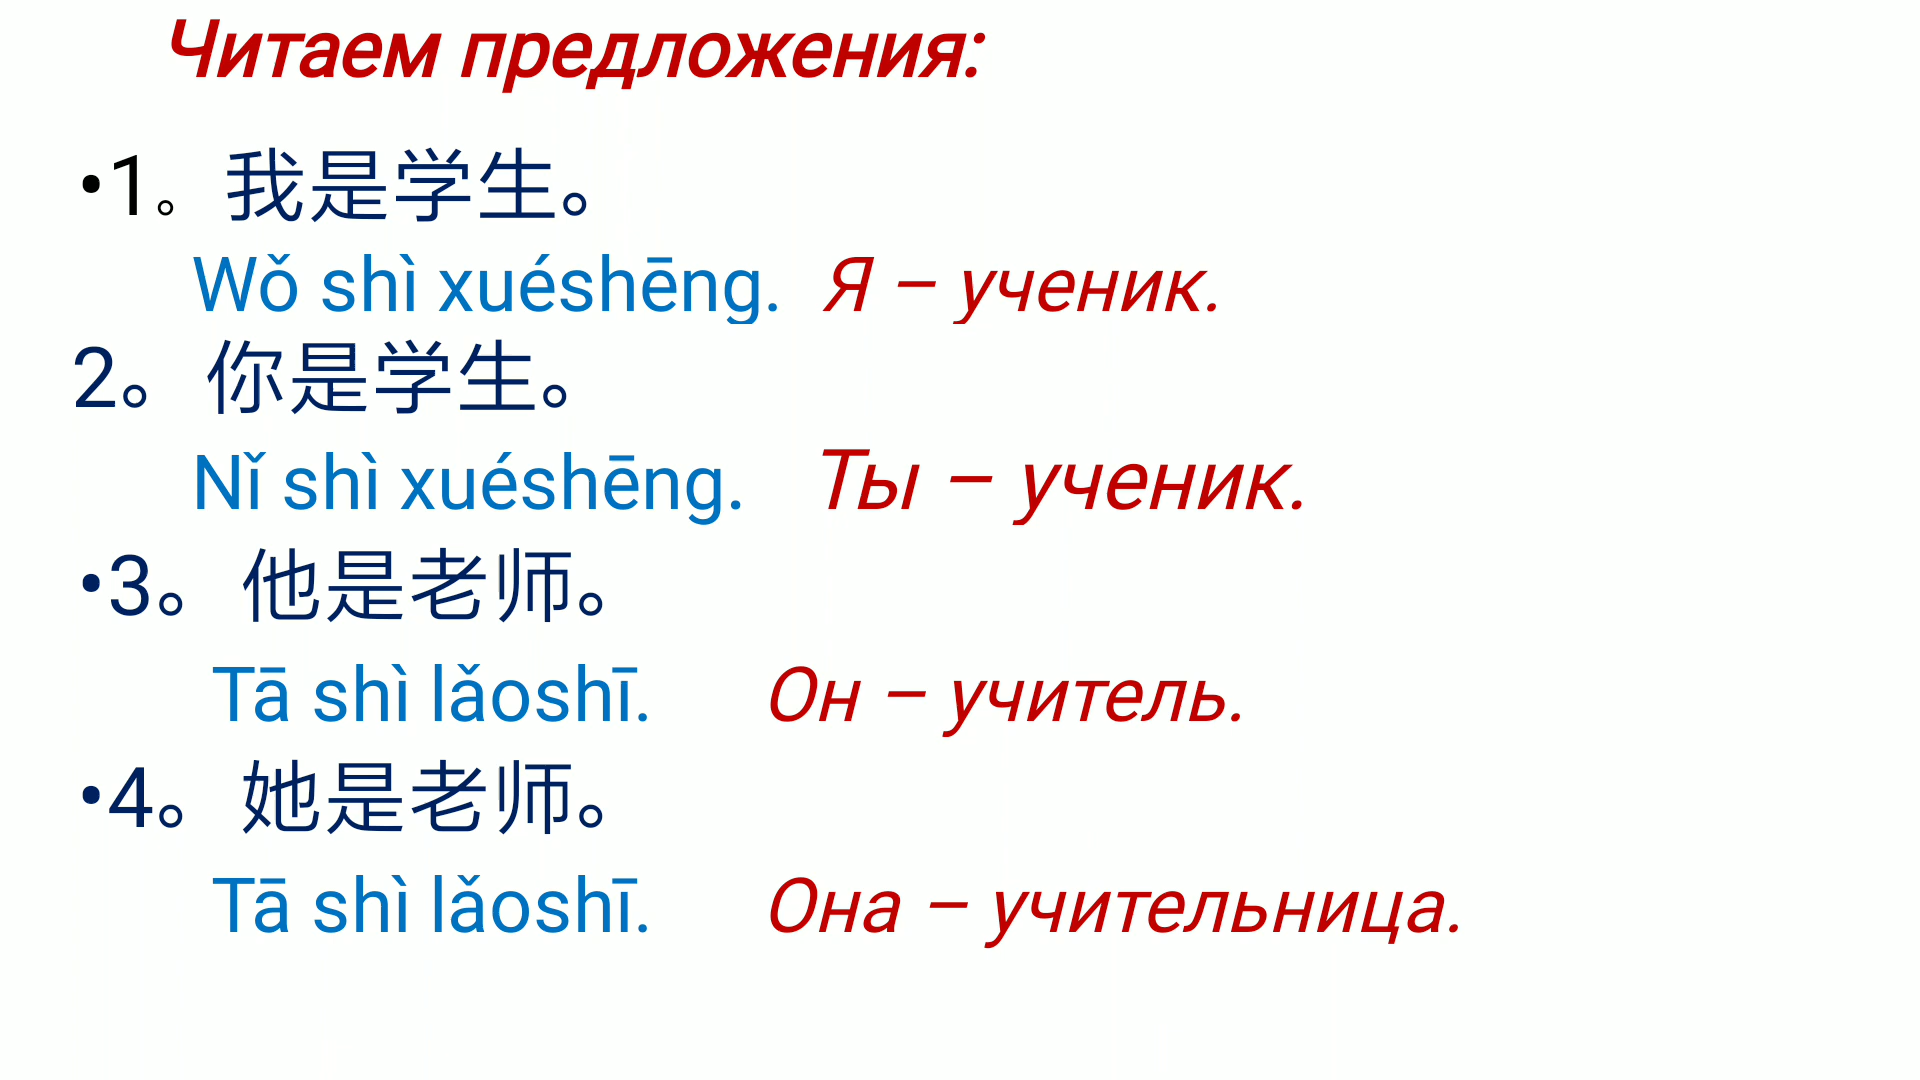 Читаем предложения:
•1。 我是学生。
Wǒ shì xuéshēng. Я – ученик.
2。 你是学生。
Nǐ shì xuéshēng. Ты – ученик.
•3。 他是老师。
Tā shì lǎoshī. Он – учитель.
•4。 她是老师。
Tā shì lǎoshī. Она – учительница.